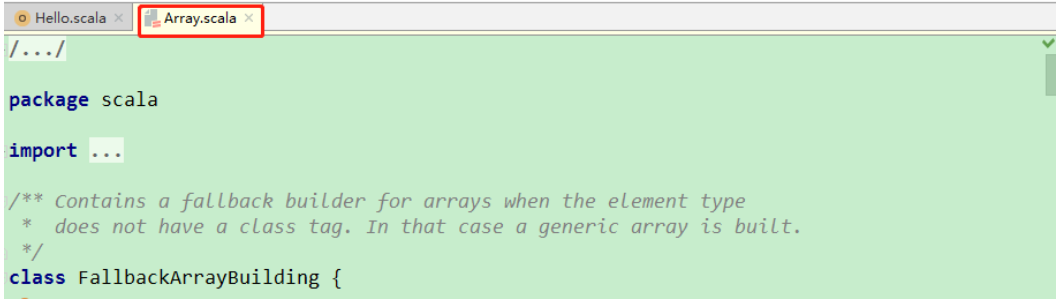 Hello.scala
Array.scala
/.../
package scala
import ...
/** Contains a fallback builder for arrays when the element type
 *  does not have a class tag. In that case a generic array is built.
 */
class FallbackArrayBuilding {